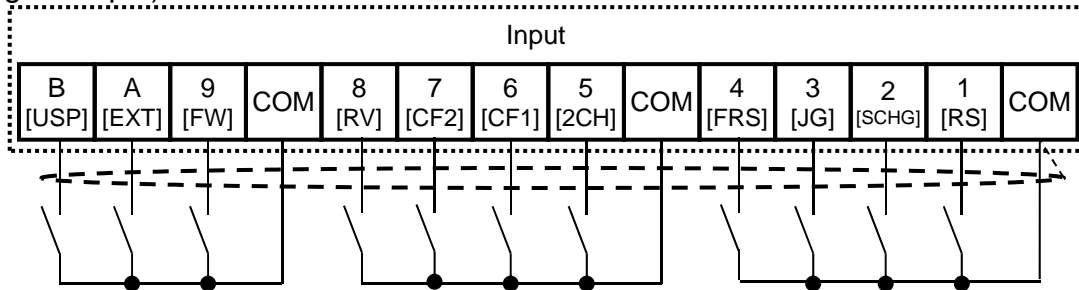 Input
B A 9 COM 8 7 6 5 COM 4 3 2 1 COM
[USP] [EXT] [FW] [RV] [CF2] [CF1] [2CH] [FRS] [JG] [SCHG] [RS]